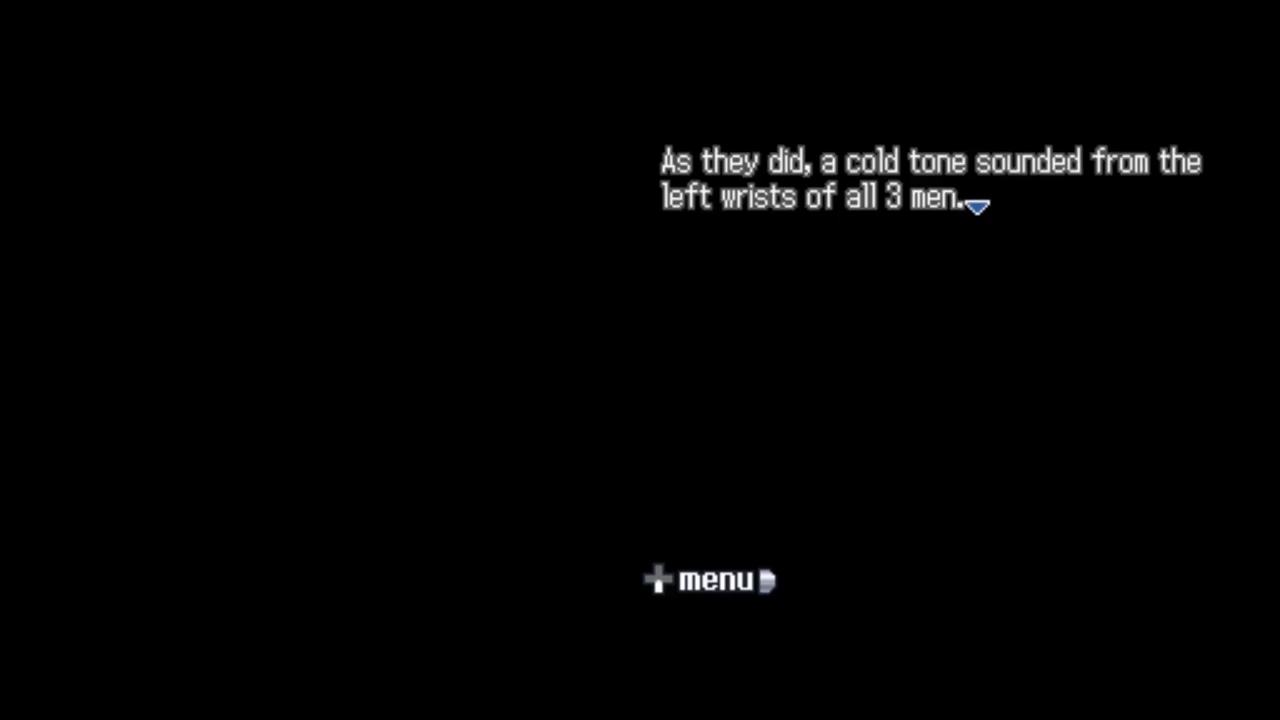 As they did, a cold tone sounded from the
left wrists of all 3 men.
menu